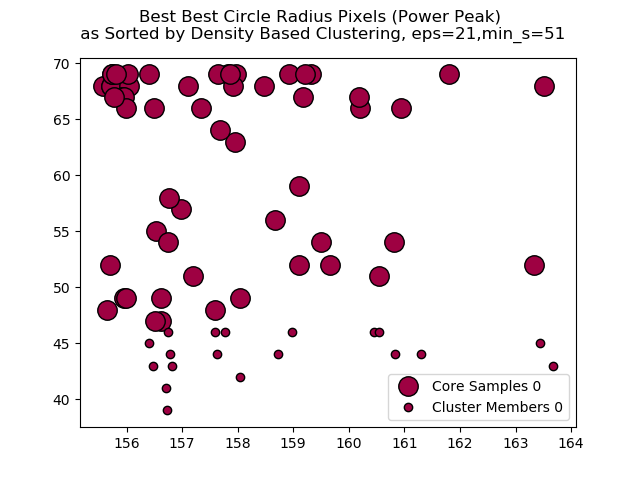 Best Best Circle Radius Pixels (Power Peak)
as Sorted by Density Based Clustering, eps=21,min_s=51
70
65
60
55
50
45
40
Core Samples 0
Cluster Members 0
156 157 158 159 160 161 162 163 164